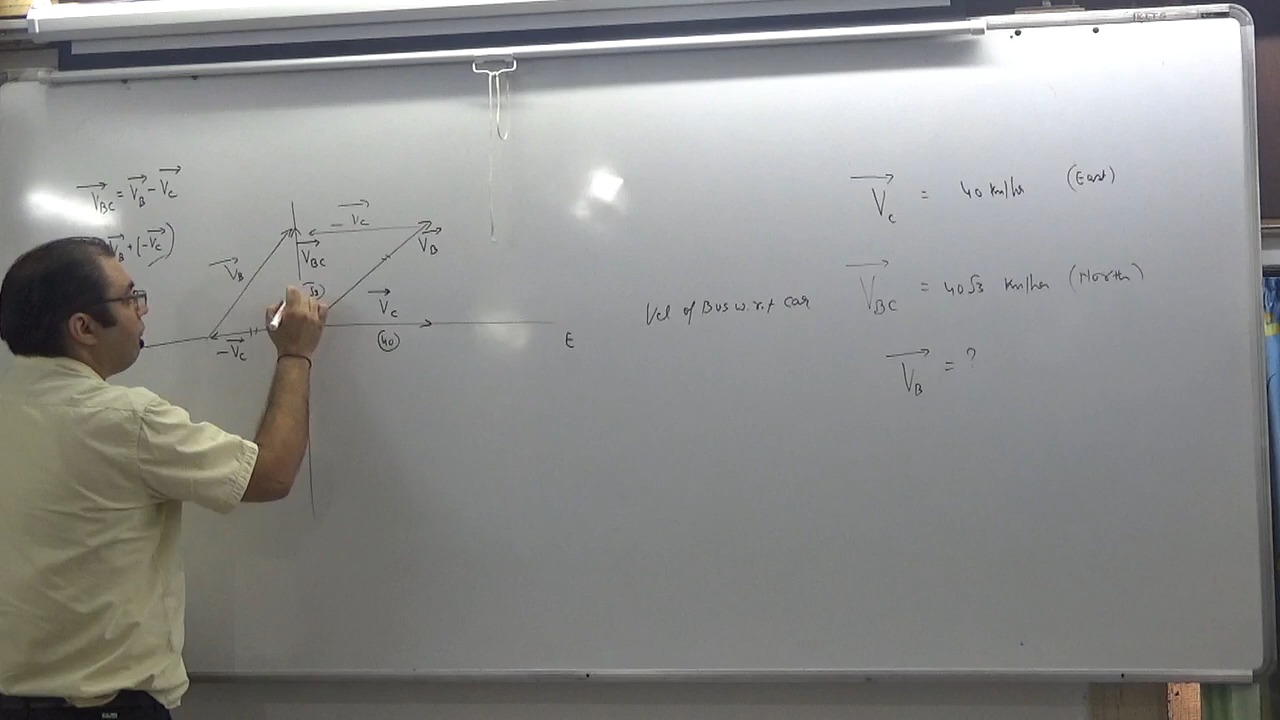 V_BC = V_B - V_C
V_B + (-V_C)
-V_C
V_B
V_BC
V_B
√3)
V_C
-V_C
40
E
V_C = 40 km/hr (East)
Vel of Bus w.r.t car
V_BC = 40√3 km/hr (North)
V_B = ?